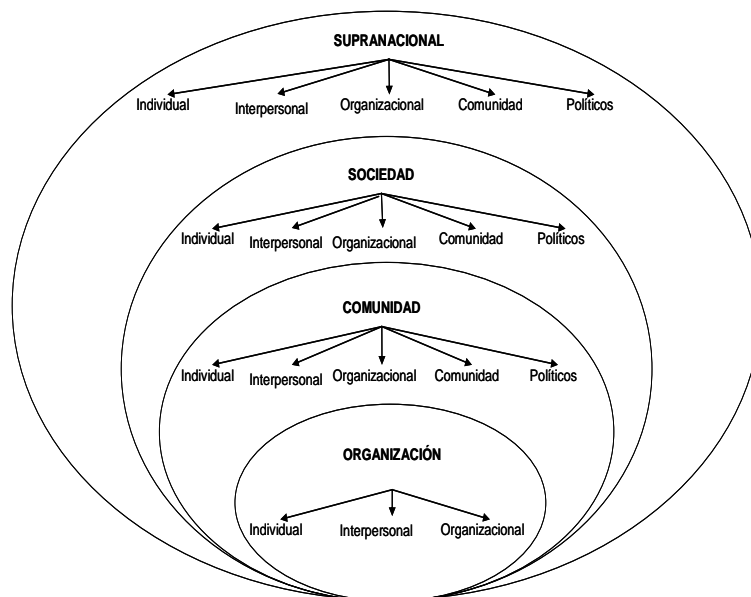 SUPRANACIONAL
Individual Interpersonal Organizacional Comunidad Políticos
SOCIEDAD
Individual Interpersonal Organizacional Comunidad Políticos
COMUNIDAD
Individual Interpersonal Organizacional Comunidad Políticos
ORGANIZACIÓN
Individual Interpersonal Organizacional